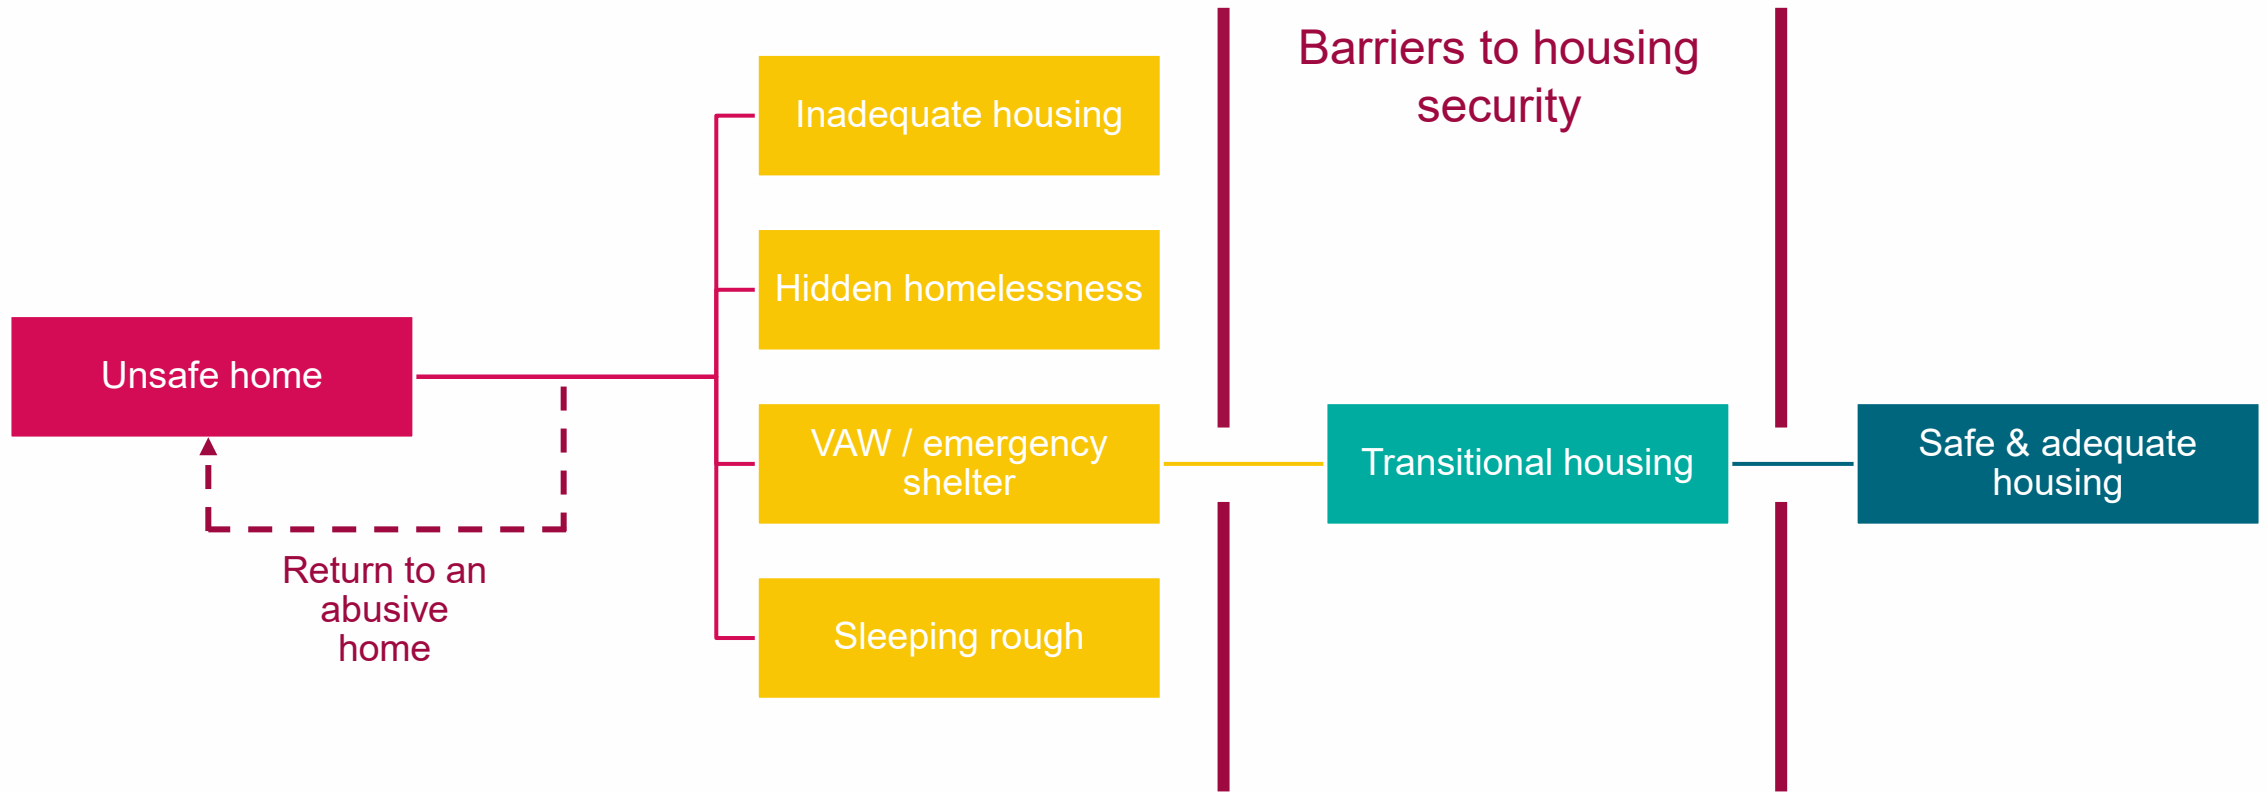 Barriers to housing
security
Inadequate housing
Hidden homelessness
Unsafe home
VAW / emergency
shelter
Transitional housing
Safe & adequate
housing
Return to an
abusive
home
Sleeping rough